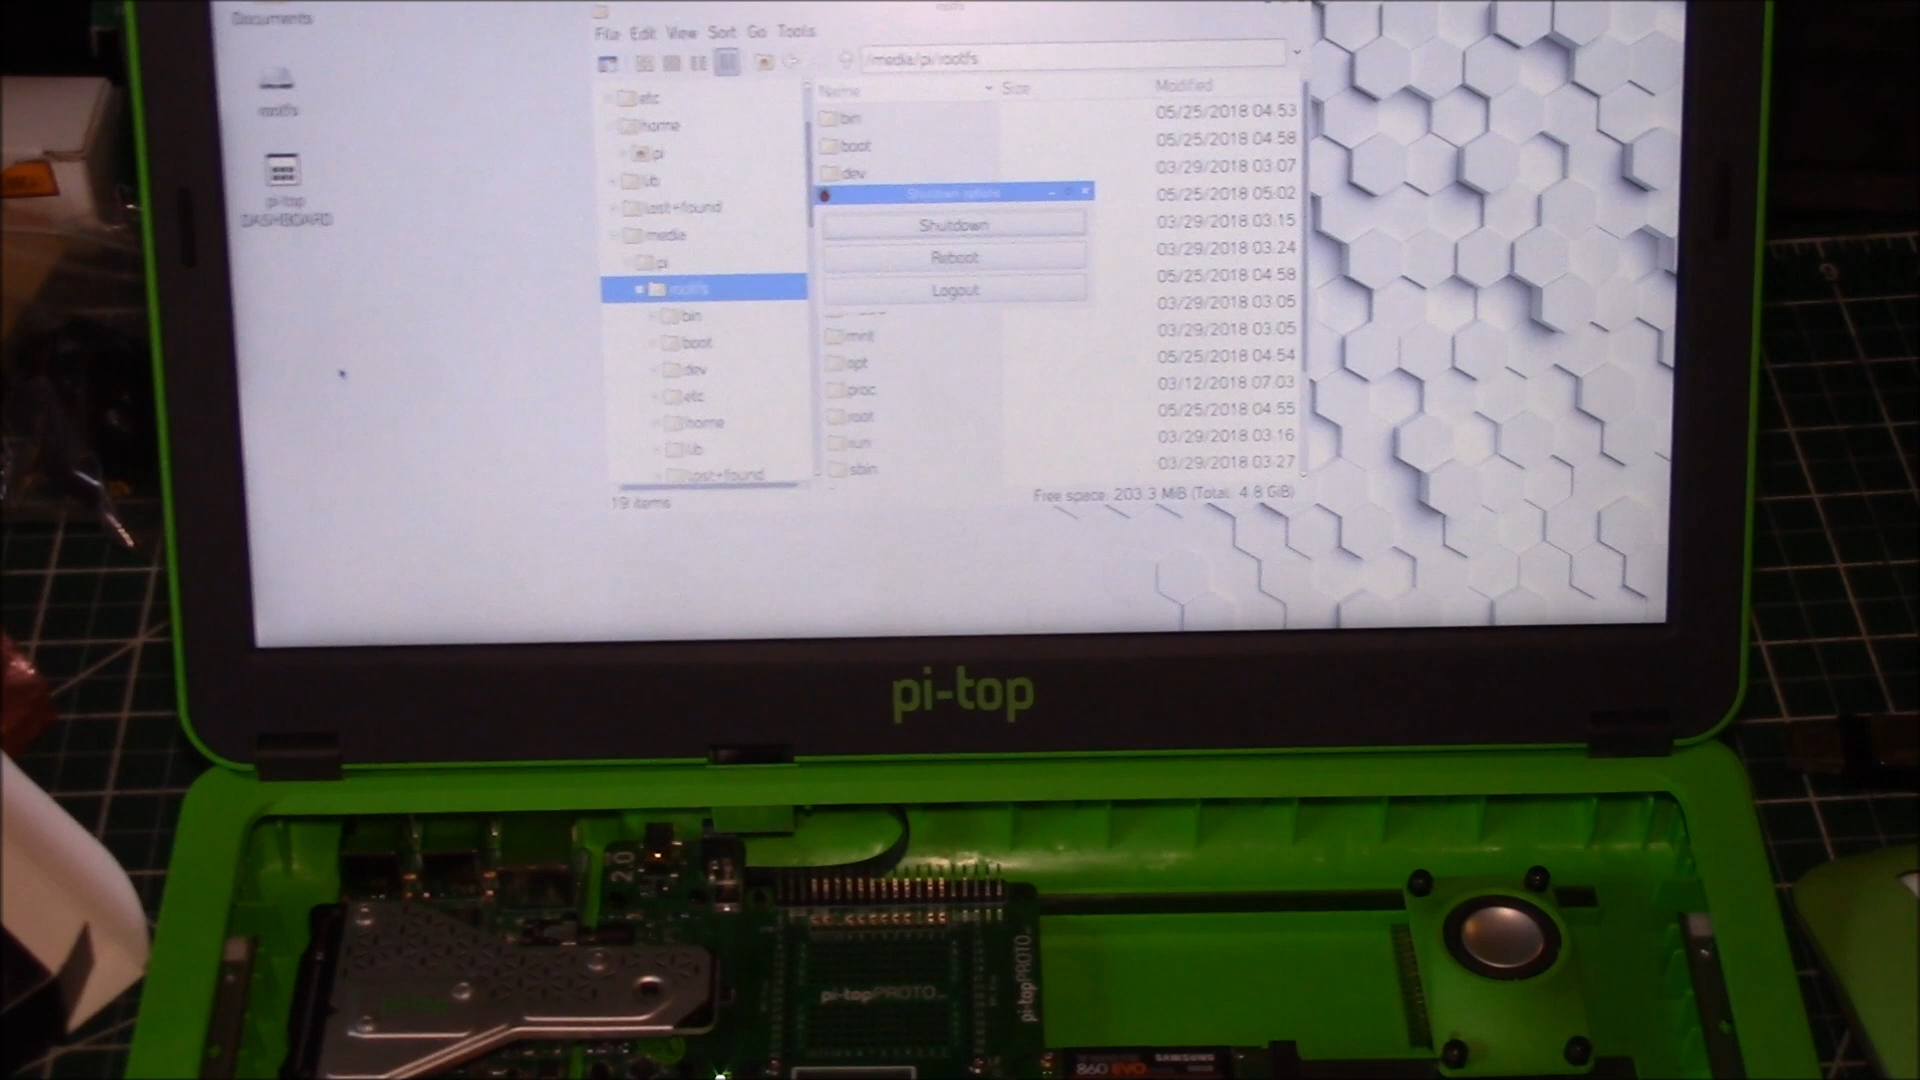 Documents
rootfs
pi-top
DASHBOARD
rootfs
File Edit View Sort Go Tools
/media/pi/rootfs
etc
home
pi
lib
lost+found
media
pi
rootfs
bin
boot
dev
etc
home
lib
lost+found
19 items
Name Size Modified
bin 05/25/2018 04:53
boot 05/25/2018 04:58
dev 03/29/2018 03:07
05/25/2018 05:02
03/29/2018 03:15
03/29/2018 03:24
05/25/2018 04:58
03/29/2018 03:05
mnt 03/29/2018 03:05
opt 05/25/2018 04:54
proc 03/12/2018 07:03
root 05/25/2018 04:55
run 03/29/2018 03:16
sbin 03/29/2018 03:27
Free space: 203.3 MiB (Total: 4.8 GiB)
Shutdown options
Shutdown
Reboot
Logout
pi-top
2.0
pi-top
pi-topPROTO
pi-topPROTO
SAMSUNG
860 EVO